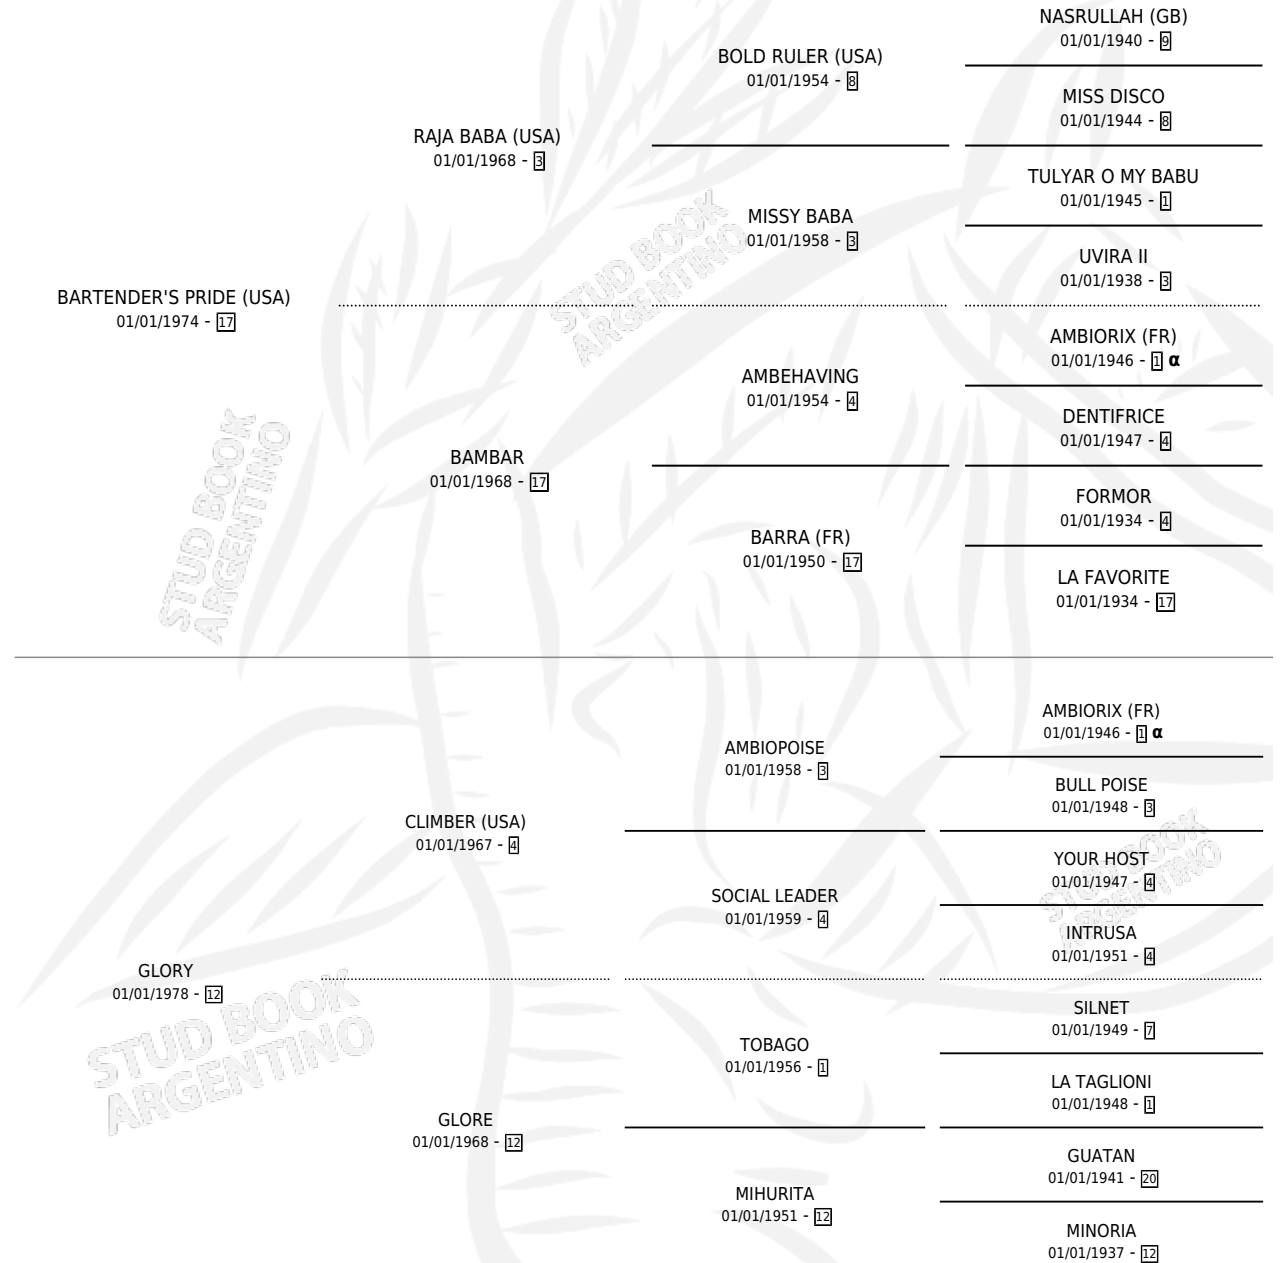 NASRULLAH (GB)
01/01/1940 - 9
BOLD RULER (USA)
01/01/1954 - 8
MISS DISCO
01/01/1944 - 8
RAJA BABA (USA)
01/01/1968 - 3
TULYAR O MY BABU
01/01/1945 - 1
MISSY BABA
01/01/1958 - 3
UVIRA II
01/01/1938 - 3
BARTENDER'S PRIDE (USA)
01/01/1974 - 17
AMBIORIX (FR)
01/01/1946 - 1 α
AMBEHAVING
01/01/1954 - 4
DENTIFRICE
01/01/1947 - 4
BAMBAR
01/01/1968 - 17
FORMOR
01/01/1934 - 4
BARRA (FR)
01/01/1950 - 17
LA FAVORITE
01/01/1934 - 17
AMBIORIX (FR)
01/01/1946 - 1 α
AMBIOPOISE
01/01/1958 - 3
BULL POISE
01/01/1948 - 3
CLIMBER (USA)
01/01/1967 - 4
YOUR HOST
01/01/1947 - 4
SOCIAL LEADER
01/01/1959 - 4
INTRUSA
01/01/1951 - 4
GLORY
01/01/1978 - 12
SILNET
01/01/1949 - 7
TOBAGO
01/01/1956 - 1
LA TAGLIONI
01/01/1948 - 1
GLORE
01/01/1968 - 12
GUATAN
01/01/1941 - 20
MIHURITA
01/01/1951 - 12
MINORIA
01/01/1937 - 12
STUD BOOK
ARGENTINO
STUD BOOK
ARGENTINO
STUD BOOK
ARGENTINO
STUD BOOK
ARGENTINO